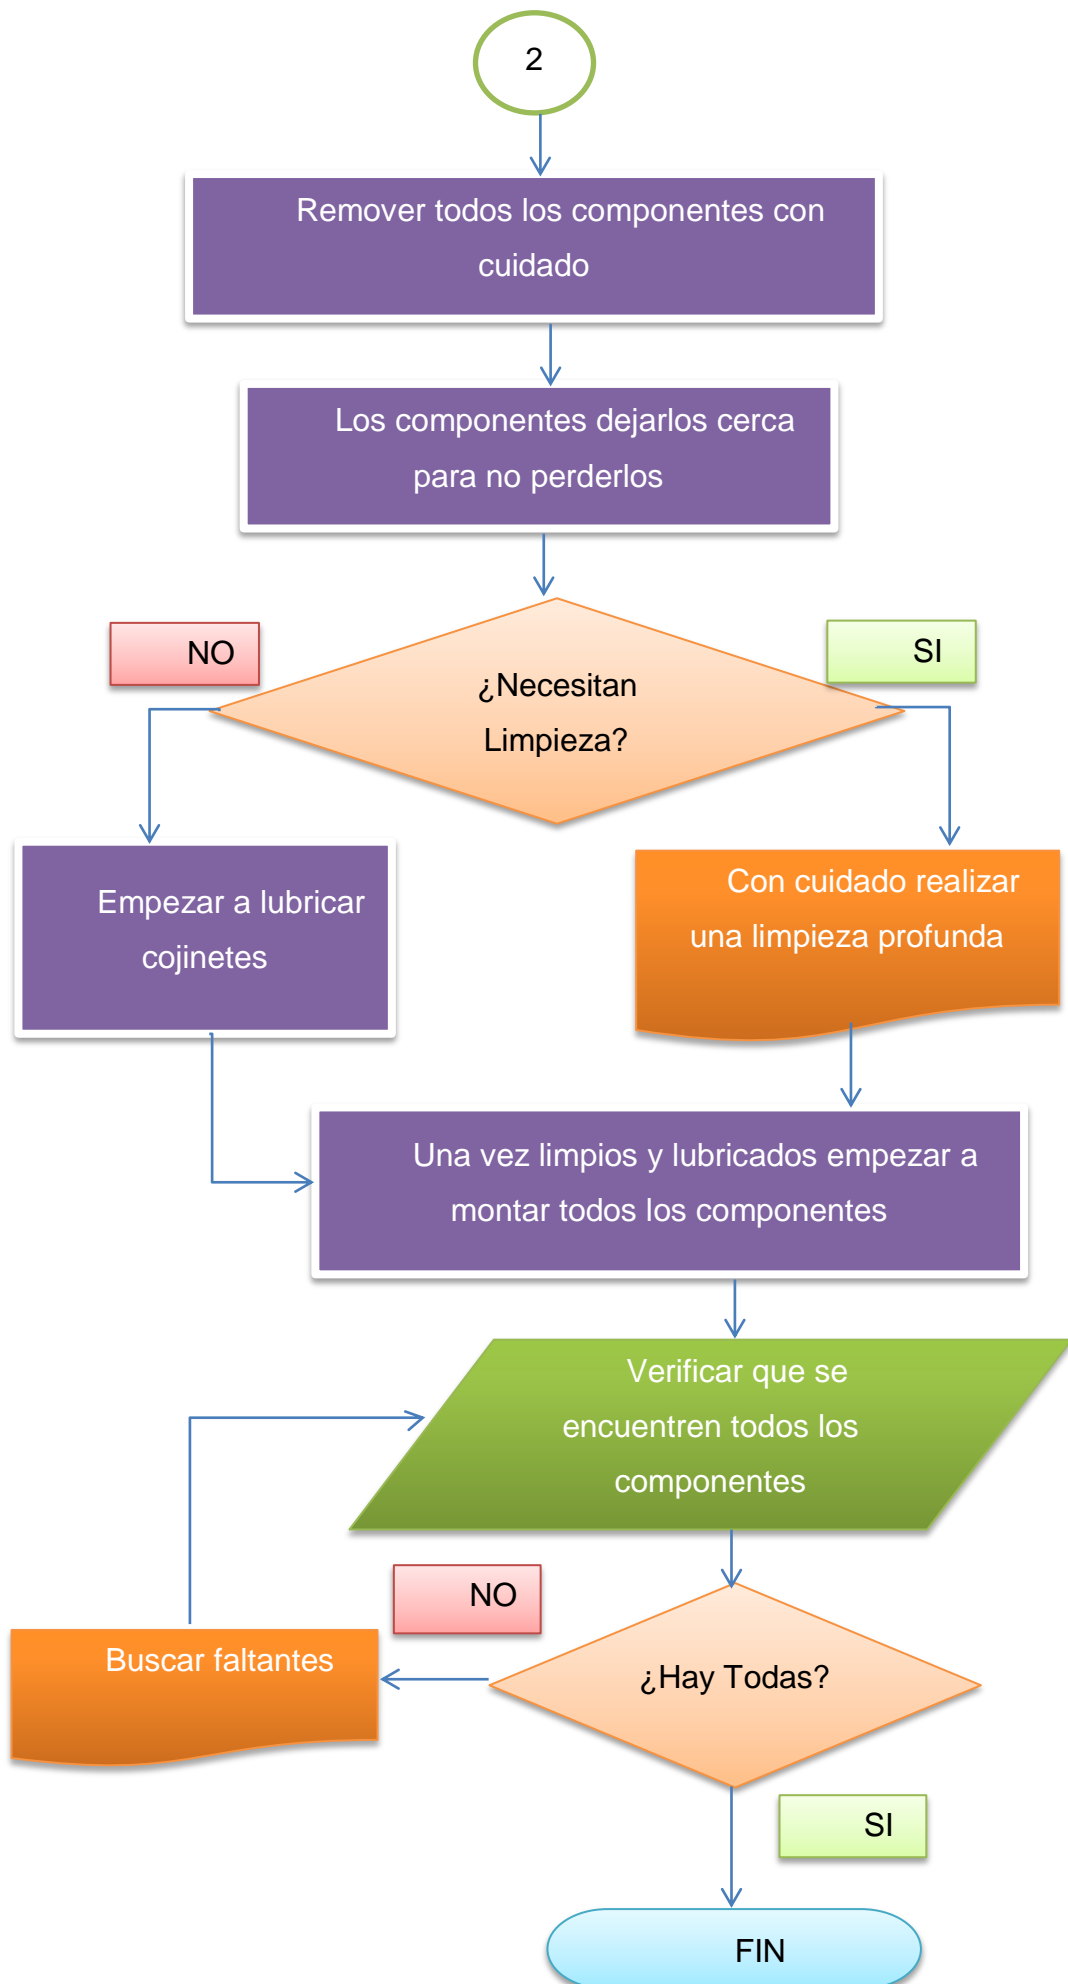 2
Remover todos los componentes con
cuidado
Los componentes dejarlos cerca
para no perderlos
NO
SI
¿Necesitan
Limpieza?
Empezar a lubricar
cojinetes
Con cuidado realizar
una limpieza profunda
Una vez limpios y lubricados empezar a
montar todos los componentes
Verificar que se
encuentren todos los
componentes
NO
Buscar faltantes
¿Hay Todas?
SI
FIN